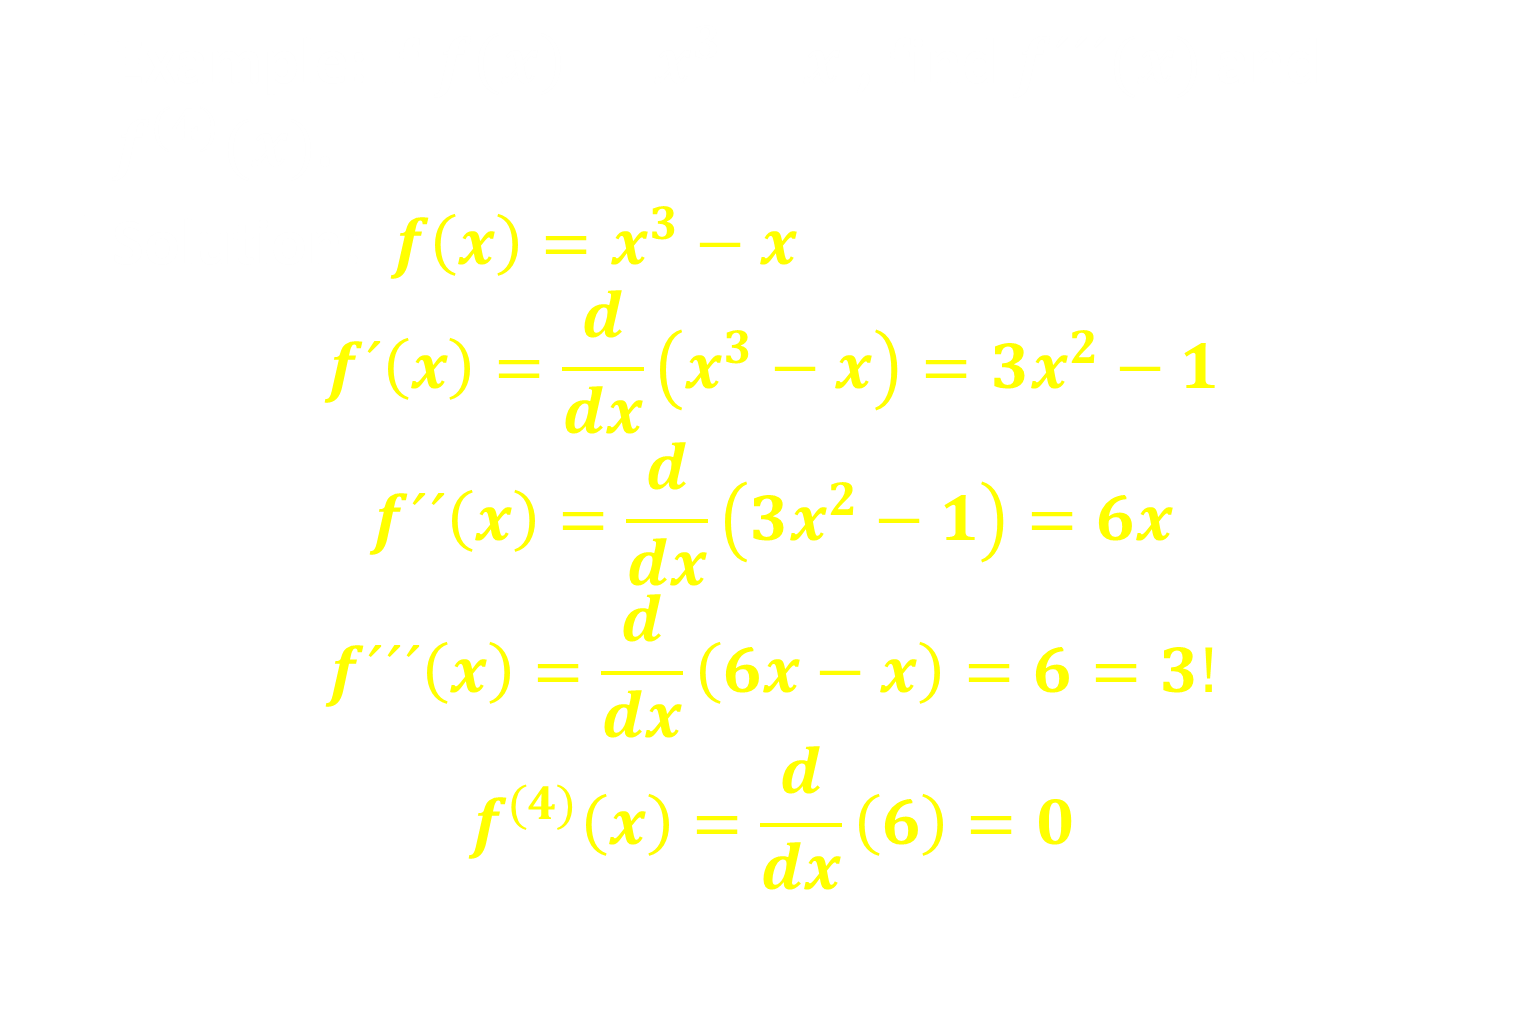 f(x) = x³ − x
f´(x) = d/dx (x³ − x) = 3x² − 1
f´´(x) = d/dx (3x² − 1) = 6x
f´´´(x) = d/dx (6x − x) = 6 = 3!
f⁽⁴⁾(x) = d/dx (6) = 0